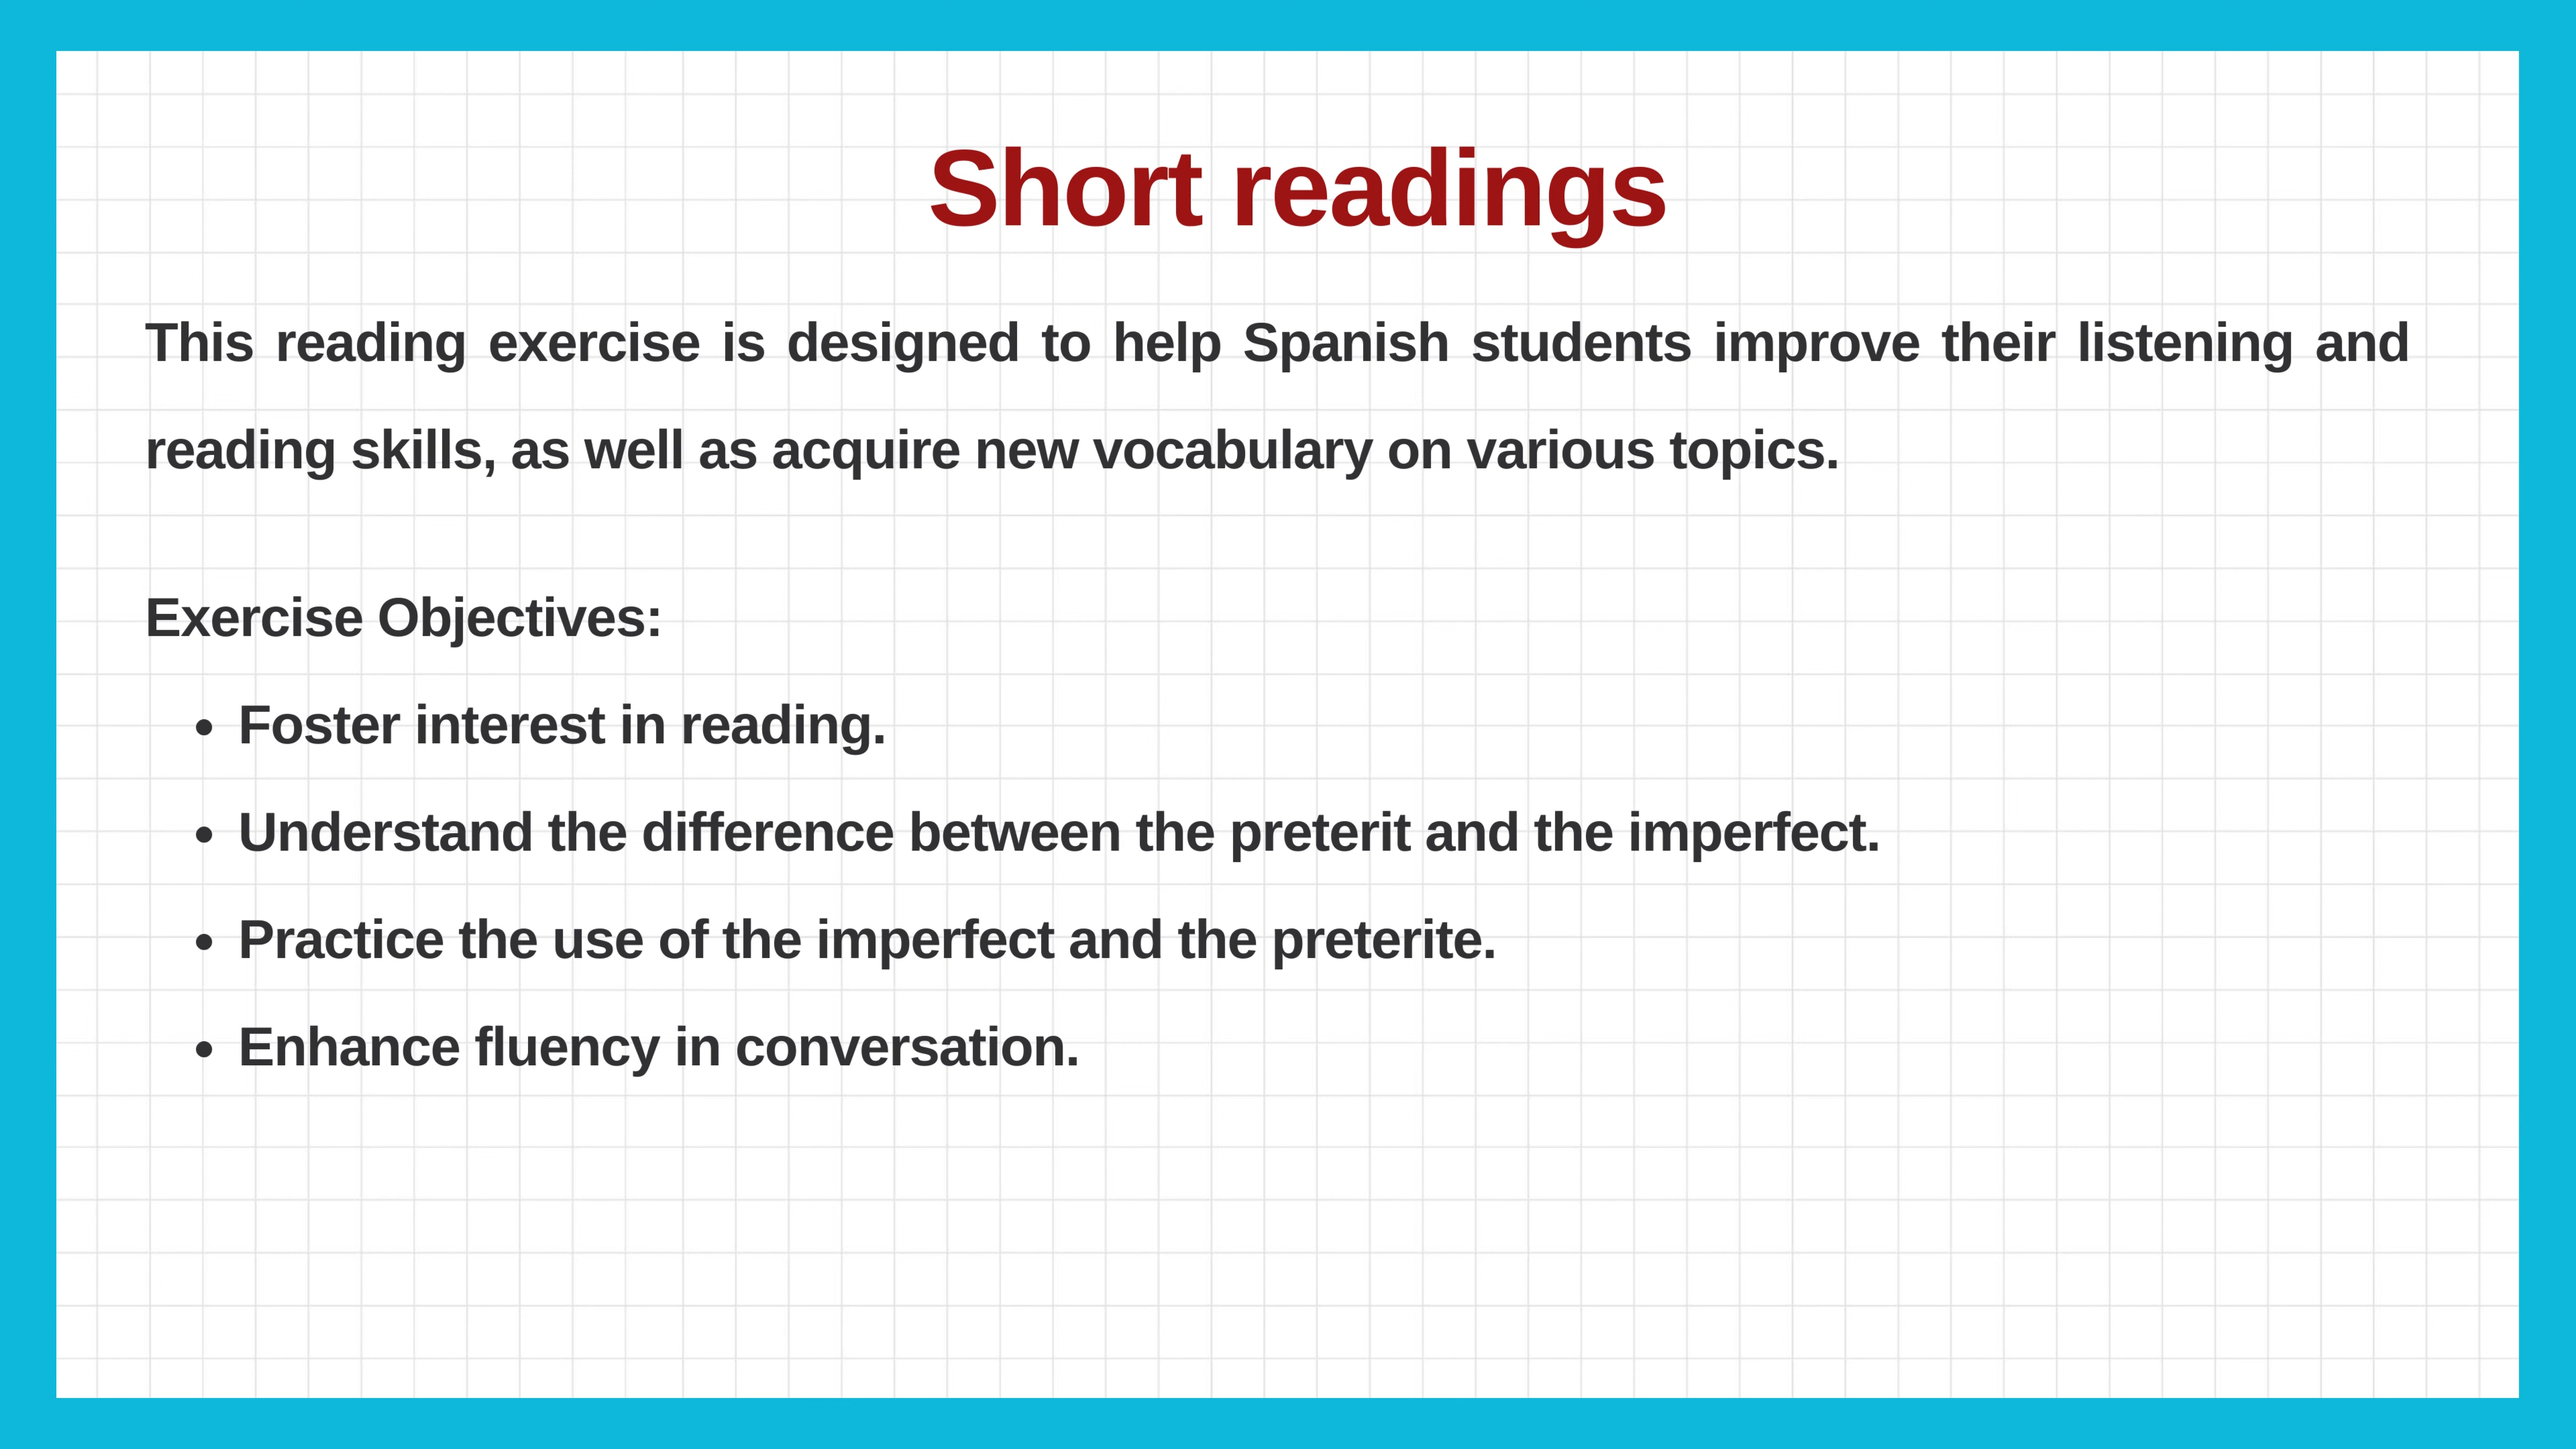 Short readings
This reading exercise is designed to help Spanish students improve their listening and
reading skills, as well as acquire new vocabulary on various topics.
Exercise Objectives:
• Foster interest in reading.
• Understand the difference between the preterit and the imperfect.
• Practice the use of the imperfect and the preterite.
• Enhance fluency in conversation.